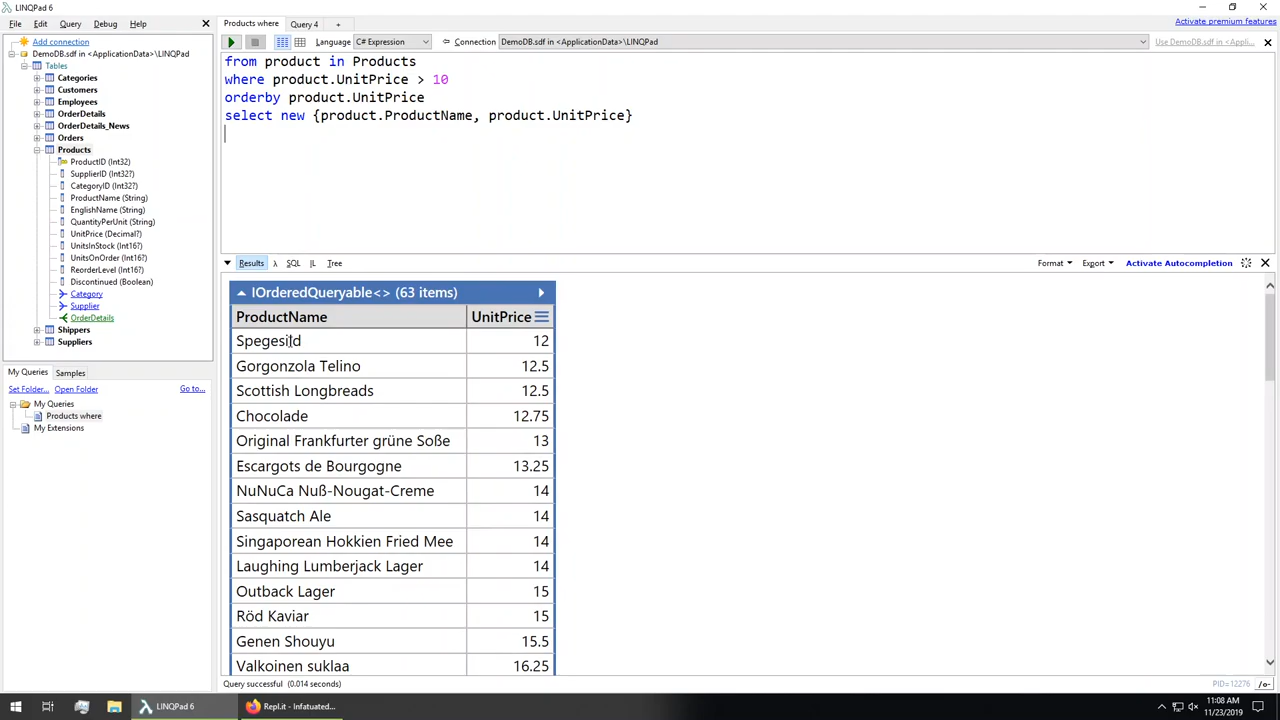 LINQPad 6
File Edit Query Debug Help
Products where Query 4 +
Activate premium features
Language C# Expression Connection DemoDB.sdf in <ApplicationData>\LINQPad Use DemoDB.sdf in <Appli...
Add connection
DemoDB.sdf in <ApplicationData>\LINQPad
Tables
Categories
Customers
Employees
OrderDetails
OrderDetails_News
Orders
Products
ProductID (Int32)
SupplierID (Int32?)
CategoryID (Int32?)
ProductName (String)
EnglishName (String)
QuantityPerUnit (String)
UnitPrice (Decimal?)
UnitsInStock (Int16?)
UnitsOnOrder (Int16?)
ReorderLevel (Int16?)
Discontinued (Boolean)
Category
Supplier
OrderDetails
Shippers
Suppliers
My Queries Samples
Set Folder... Open Folder Go to...
My Queries
Products where
My Extensions
from product in Products
where product.UnitPrice > 10
orderby product.UnitPrice
select new {product.ProductName, product.UnitPrice}
Results λ SQL IL Tree Format Export Activate Autocompletion
IOrderedQueryable<> (63 items)
ProductName UnitPrice
Spegesild 12
Gorgonzola Telino 12.5
Scottish Longbreads 12.5
Chocolade 12.75
Original Frankfurter grüne Soße 13
Escargots de Bourgogne 13.25
NuNuCa Nuß-Nougat-Creme 14
Sasquatch Ale 14
Singaporean Hokkien Fried Mee 14
Laughing Lumberjack Lager 14
Outback Lager 15
Röd Kaviar 15
Genen Shouyu 15.5
Valkoinen suklaa 16.25
Query successful (0.014 seconds) PID=12276 /o-
LINQPad 6 Repl.it - Infatuated...
11:08 AM
11/23/2019